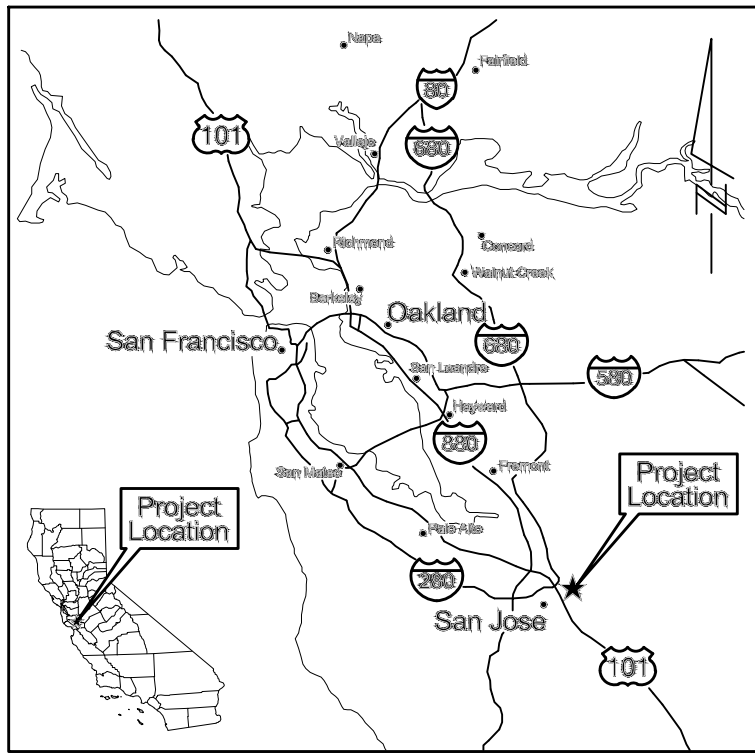 Napa
Fairfield
80
101
680
Vallejo
Concord
Richmond
Walnut Creek
Berkeley
Oakland
San Francisco
680
San Leandro
580
Hayward
880
San Mateo
Fremont
Project
Location
Project
Location
Palo Alto
280
San Jose
101